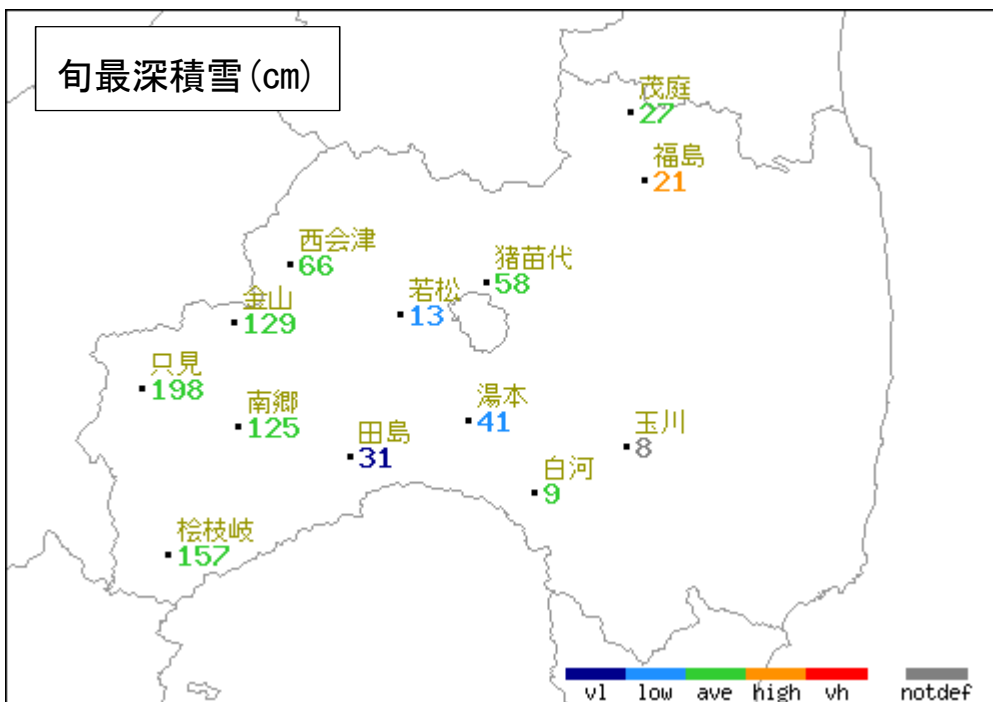 旬最深積雪(cm)
茂庭
27
福島
21
西会津
66
猪苗代
58
若松
13
金山
129
只見
198
南郷
125
湯本
41
田島
31
玉川
8
白河
9
桧枝岐
157
vl low ave high vh notdef